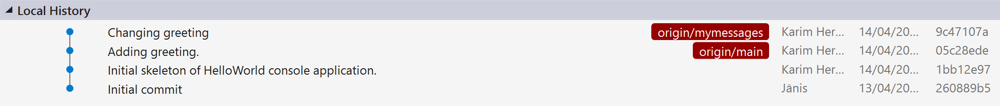 Local History
Changing greeting origin/mymessages Karim Her... 14/04/20... 9c47107a
Adding greeting. origin/main Karim Her... 14/04/20... 05c28ede
Initial skeleton of HelloWorld console application. Karim Her... 14/04/20... 1bb12e97
Initial commit Jānis 13/04/20... 260889b5